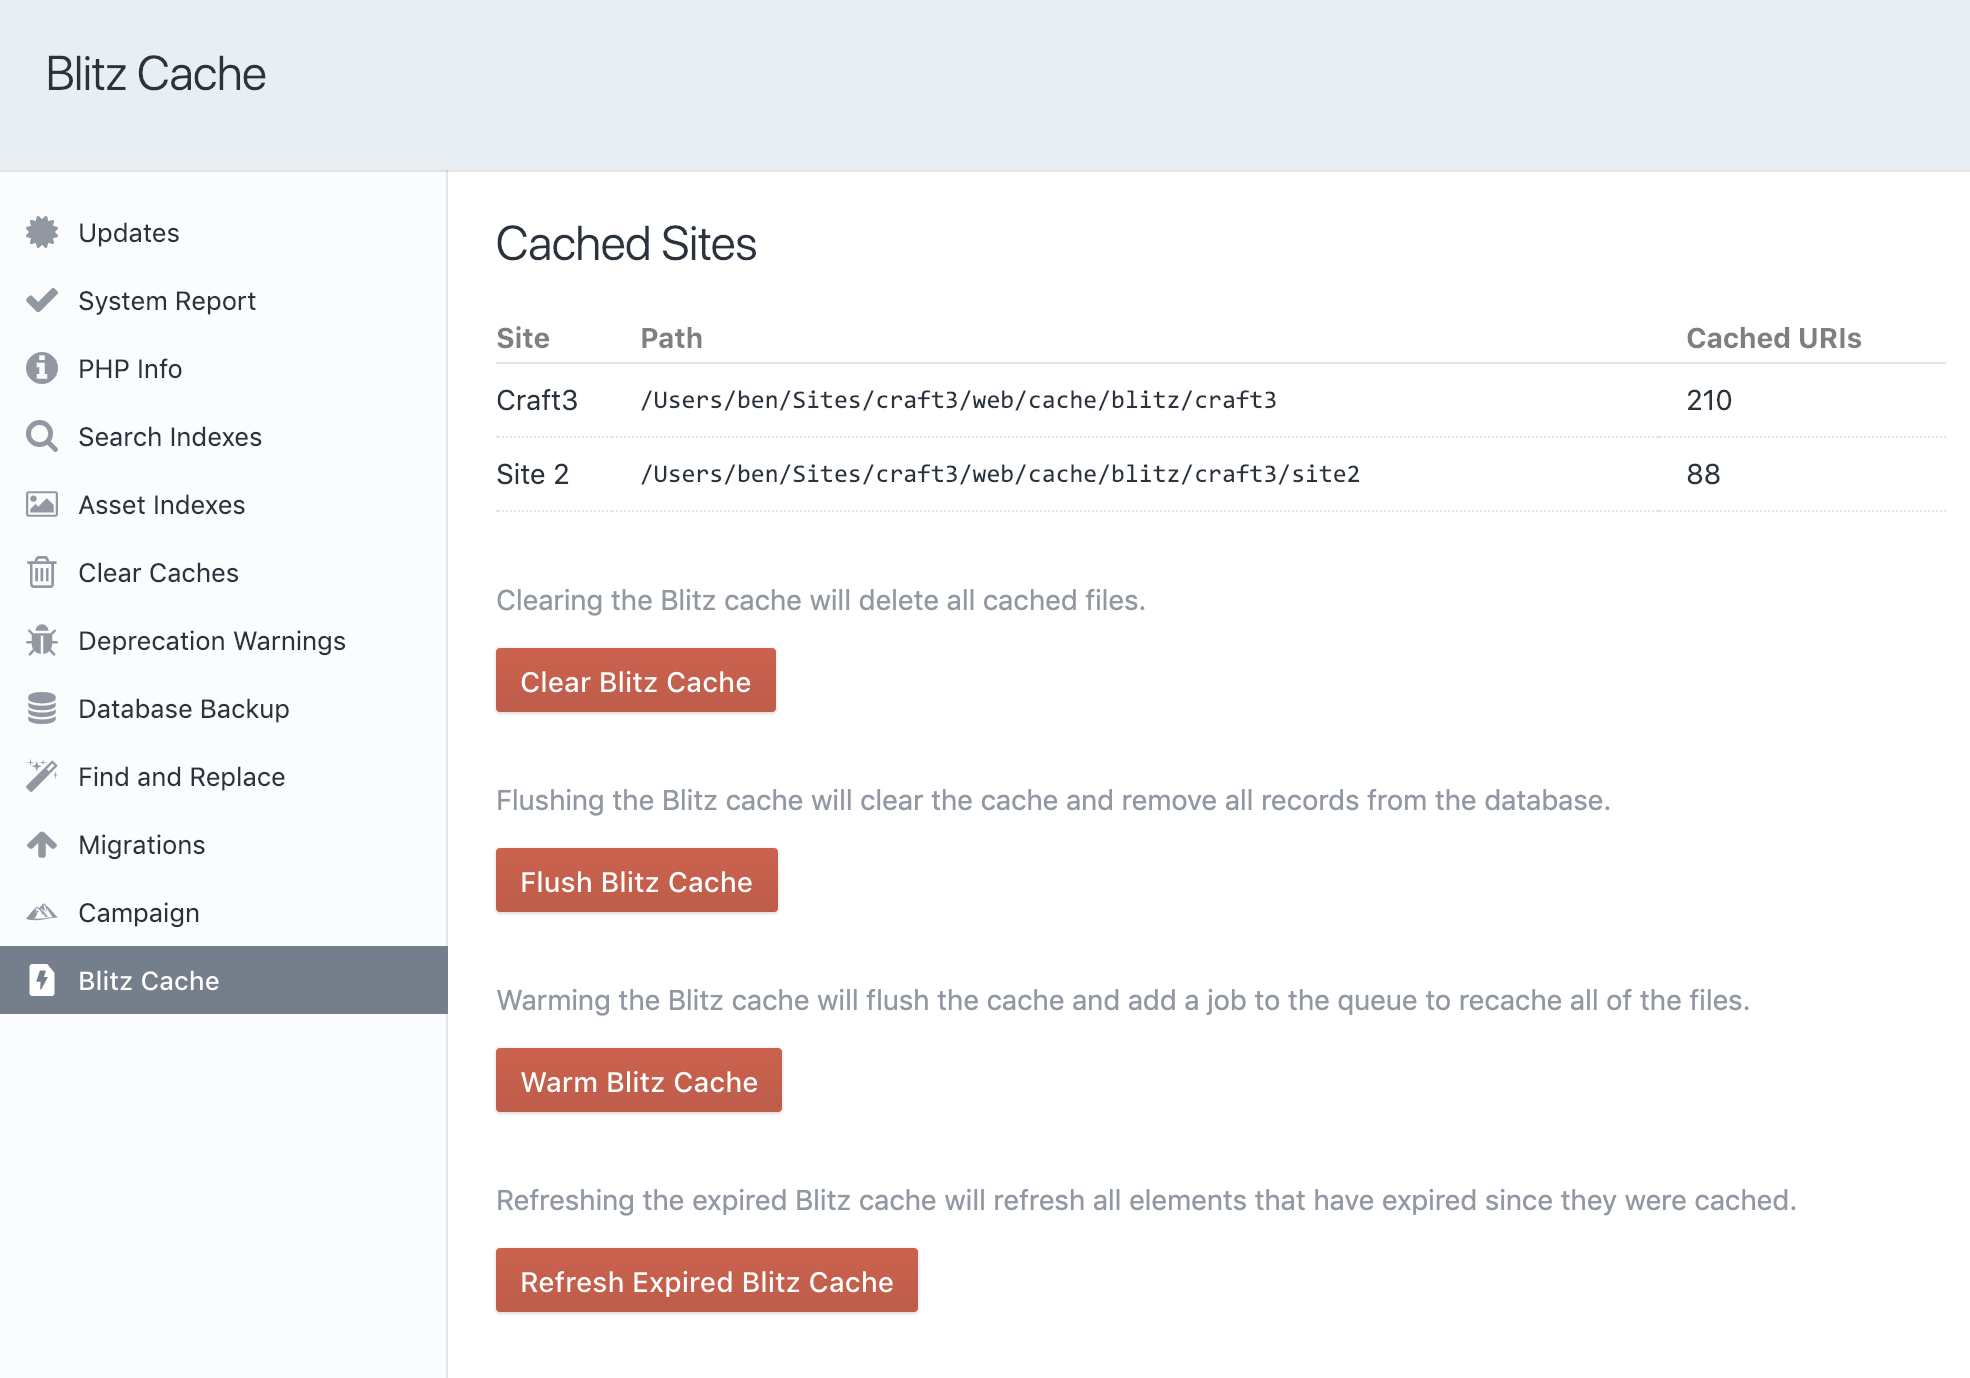 Blitz Cache
Updates
System Report
PHP Info
Search Indexes
Asset Indexes
Clear Caches
Deprecation Warnings
Database Backup
Find and Replace
Migrations
Campaign
Blitz Cache
Cached Sites
Site Path Cached URIs
Craft3 /Users/ben/Sites/craft3/web/cache/blitz/craft3 210
Site 2 /Users/ben/Sites/craft3/web/cache/blitz/craft3/site2 88
Clearing the Blitz cache will delete all cached files.
Clear Blitz Cache
Flushing the Blitz cache will clear the cache and remove all records from the database.
Flush Blitz Cache
Warming the Blitz cache will flush the cache and add a job to the queue to recache all of the files.
Warm Blitz Cache
Refreshing the expired Blitz cache will refresh all elements that have expired since they were cached.
Refresh Expired Blitz Cache